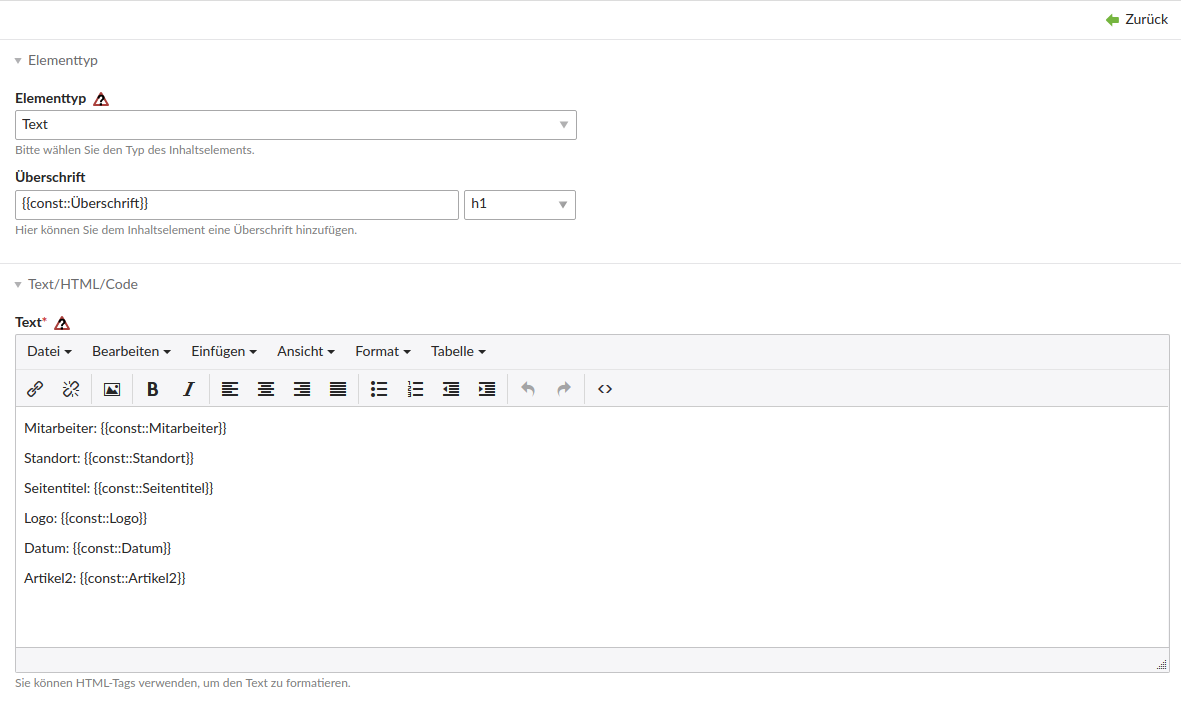 Zurück
Elementtyp
Elementtyp
Text
Bitte wählen Sie den Typ des Inhaltselements.
Überschrift
{{const::Überschrift}} h1
Hier können Sie dem Inhaltselement eine Überschrift hinzufügen.
Text/HTML/Code
Text*
Datei Bearbeiten Einfügen Ansicht Format Tabelle
Mitarbeiter: {{const::Mitarbeiter}}
Standort: {{const::Standort}}
Seitentitel: {{const::Seitentitel}}
Logo: {{const::Logo}}
Datum: {{const::Datum}}
Artikel2: {{const::Artikel2}}
Sie können HTML-Tags verwenden, um den Text zu formatieren.